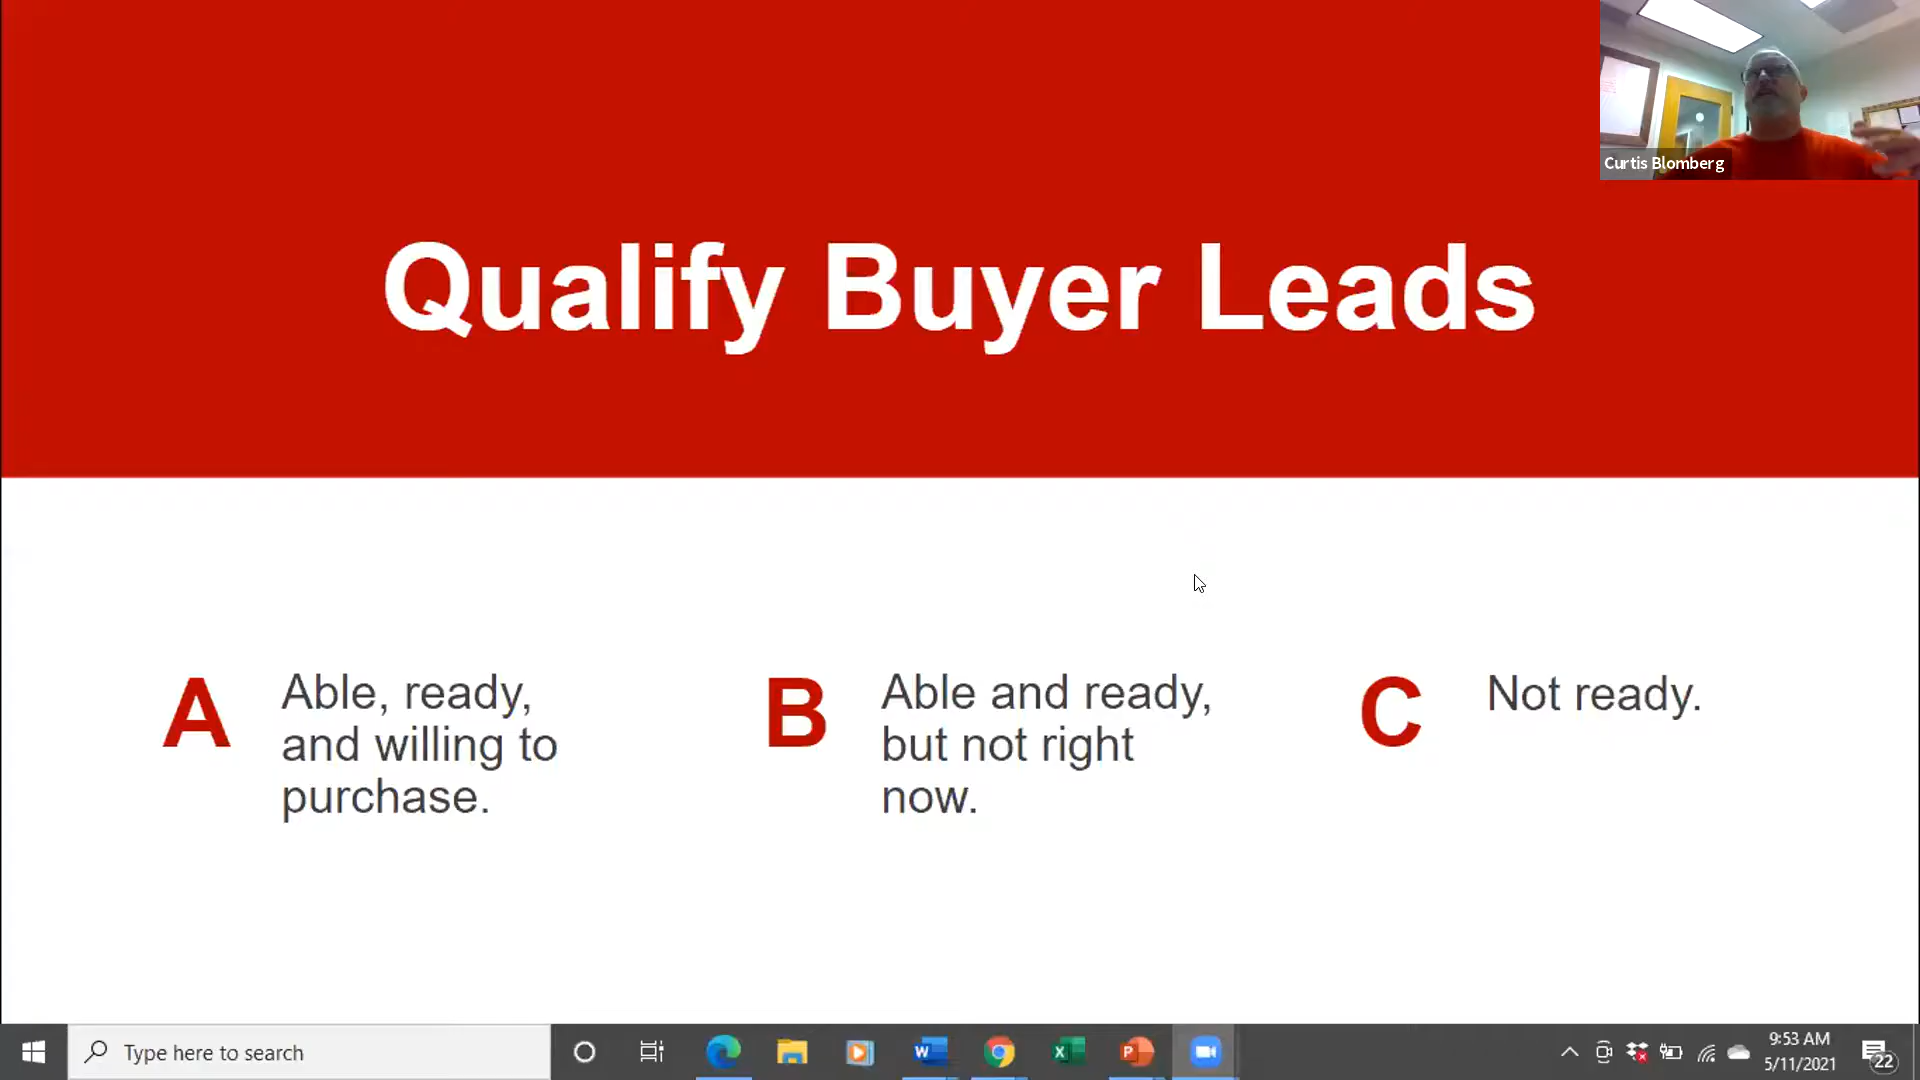 Curtis Blomberg
Qualify Buyer Leads
A
Able, ready,
and willing to
purchase.
B
Able and ready,
but not right
now.
C
Not ready.
Type here to search
9:53 AM
5/11/2021
22